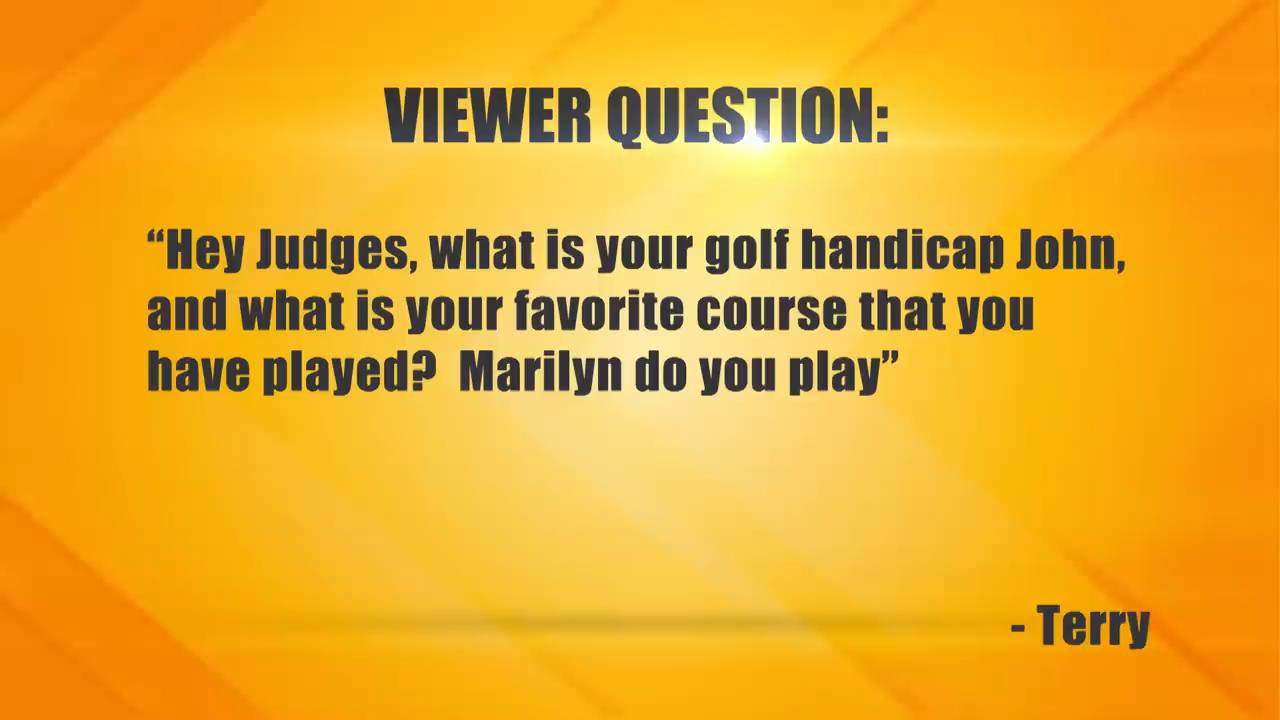 VIEWER QUESTION:
“Hey Judges, what is your golf handicap John,
and what is your favorite course that you
have played?  Marilyn do you play”
- Terry